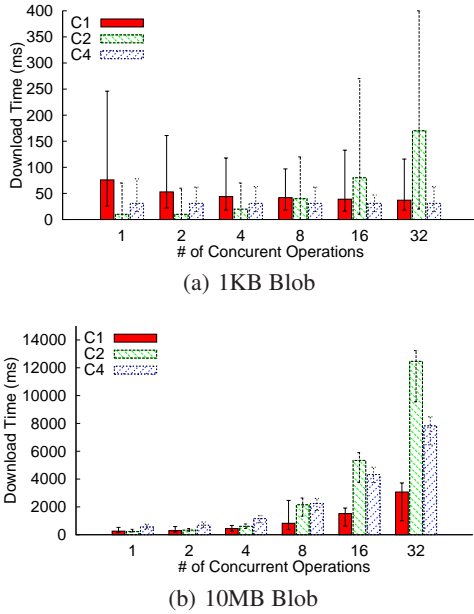 400
350
300
250
200
150
100
50
0
Download Time (ms)
C1
C2
C4
1 2 4 8 16 32
# of Concurent Operations
(a) 1KB Blob
14000
12000
10000
8000
6000
4000
2000
0
Download Time (ms)
C1
C2
C4
1 2 4 8 16 32
# of Concurent Operations
(b) 10MB Blob